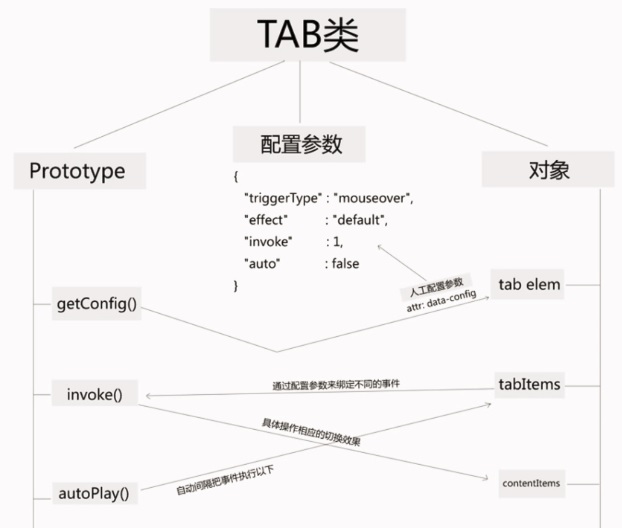 TAB类
配置参数
Prototype
对象
{
"triggerType" : "mouseover",
"effect" : "default",
"invoke" : 1,
"auto" : false
}
人工配置参数
attr: data-config
tab elem
getConfig()
通过配置参数来绑定不同的事件
tabItems
invoke()
具体操作相应的切换效果
自动间隔把事件执行以下
contentItems
autoPlay()